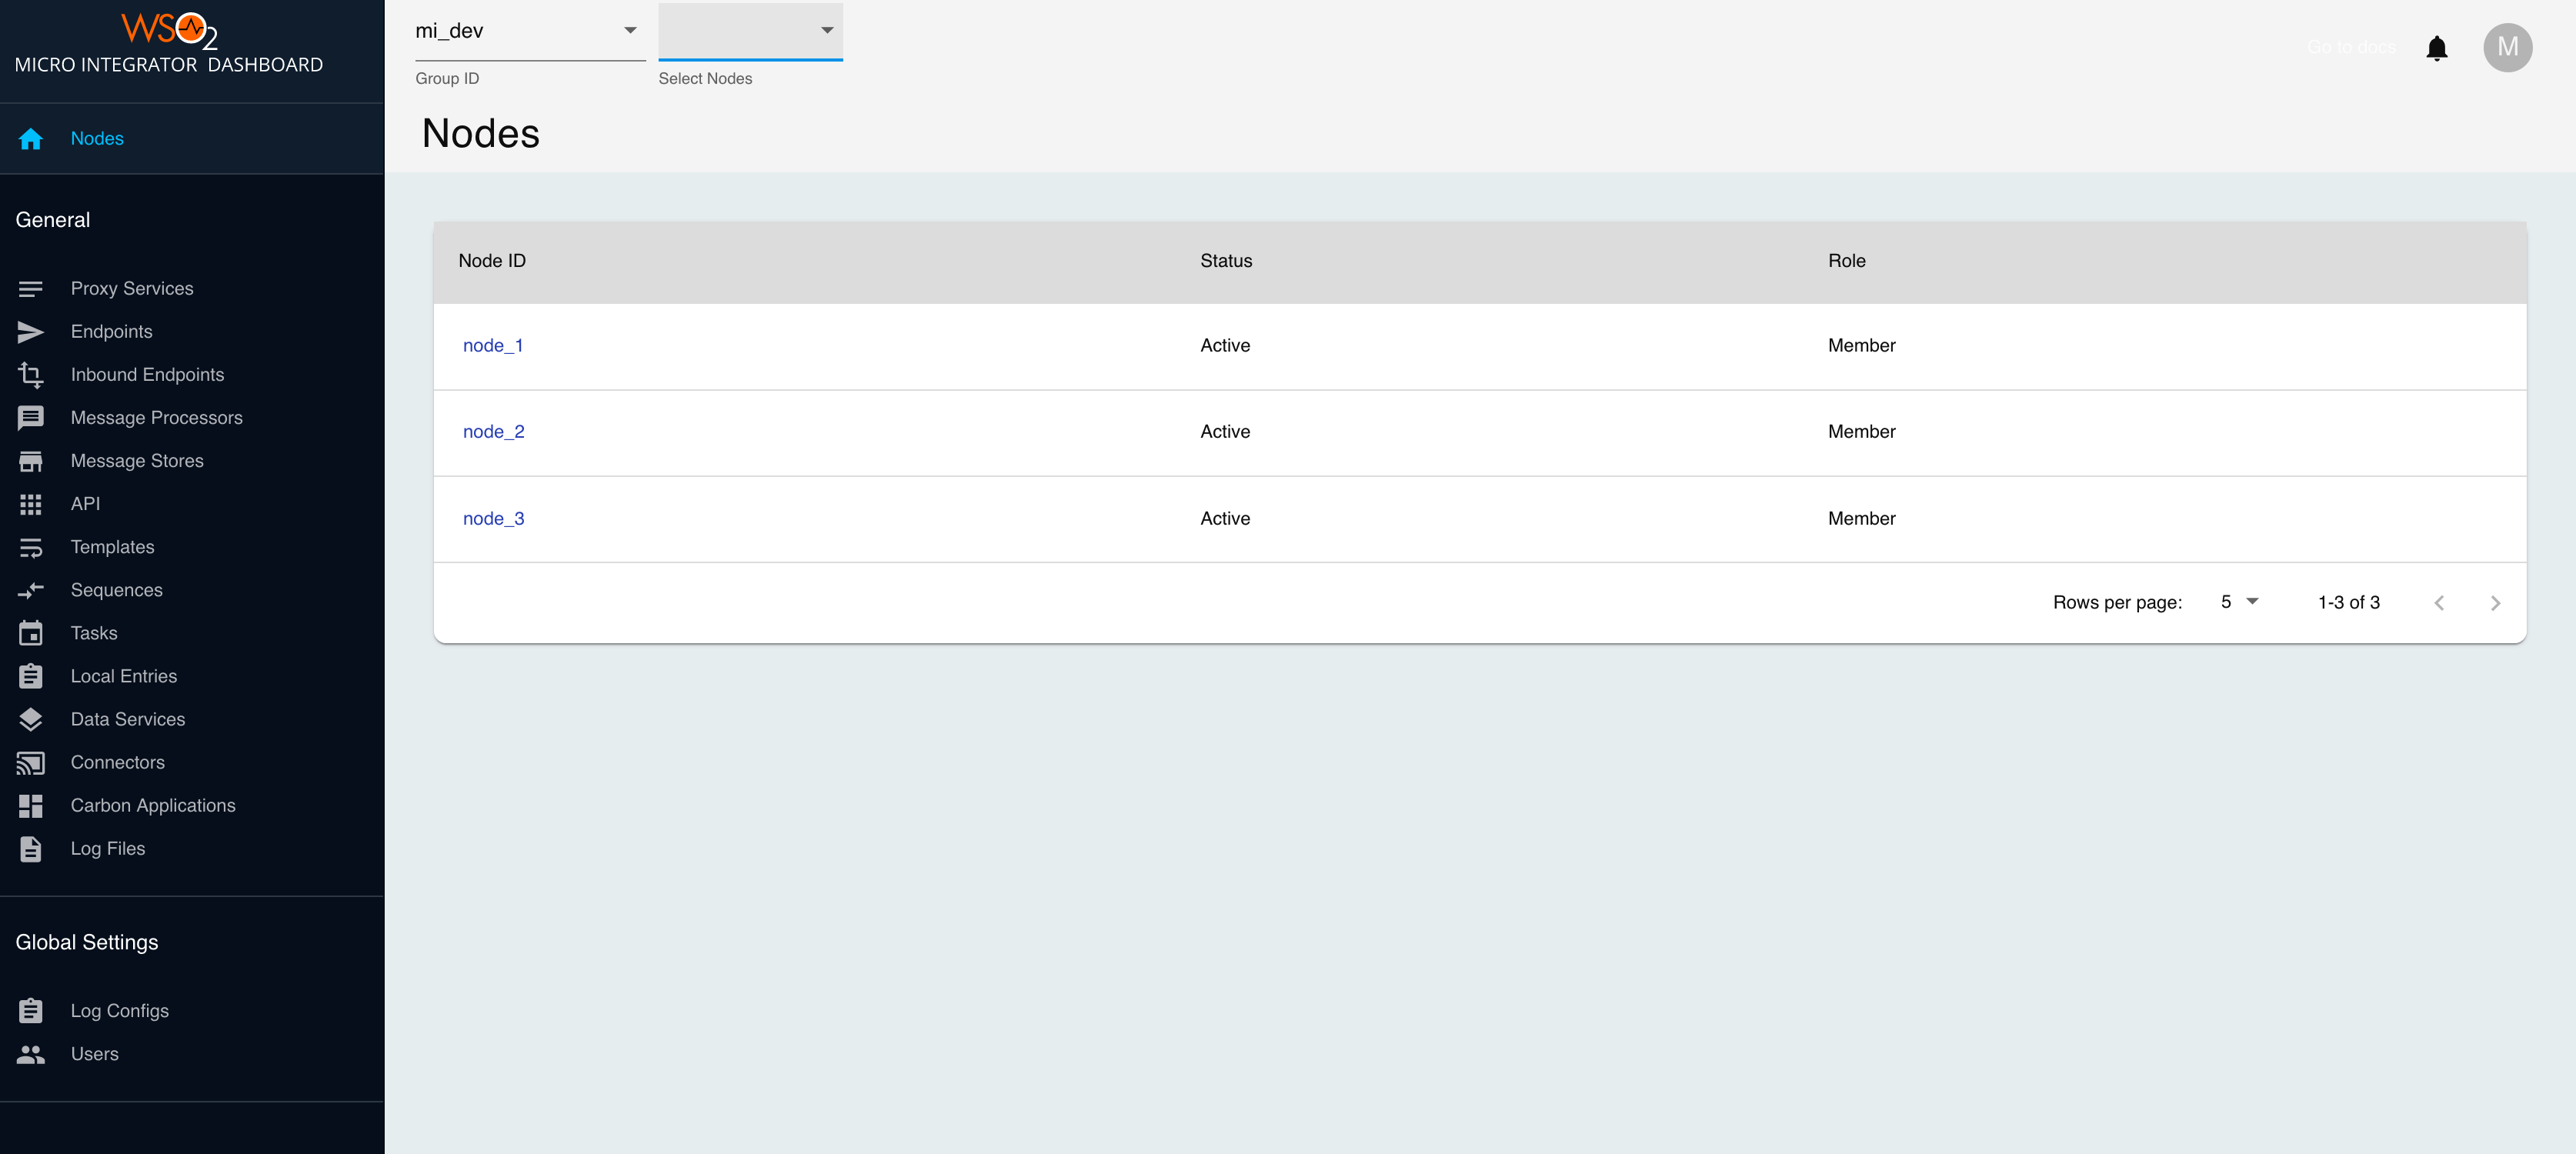 WSO2
MICRO INTEGRATOR DASHBOARD
Nodes
General
Proxy Services
Endpoints
Inbound Endpoints
Message Processors
Message Stores
API
Templates
Sequences
Tasks
Local Entries
Data Services
Connectors
Carbon Applications
Log Files
Global Settings
Log Configs
Users
mi_dev
Group ID
Select Nodes
Go to docs
M
Nodes
Node ID Status Role
node_1 Active Member
node_2 Active Member
node_3 Active Member
Rows per page: 5 1-3 of 3